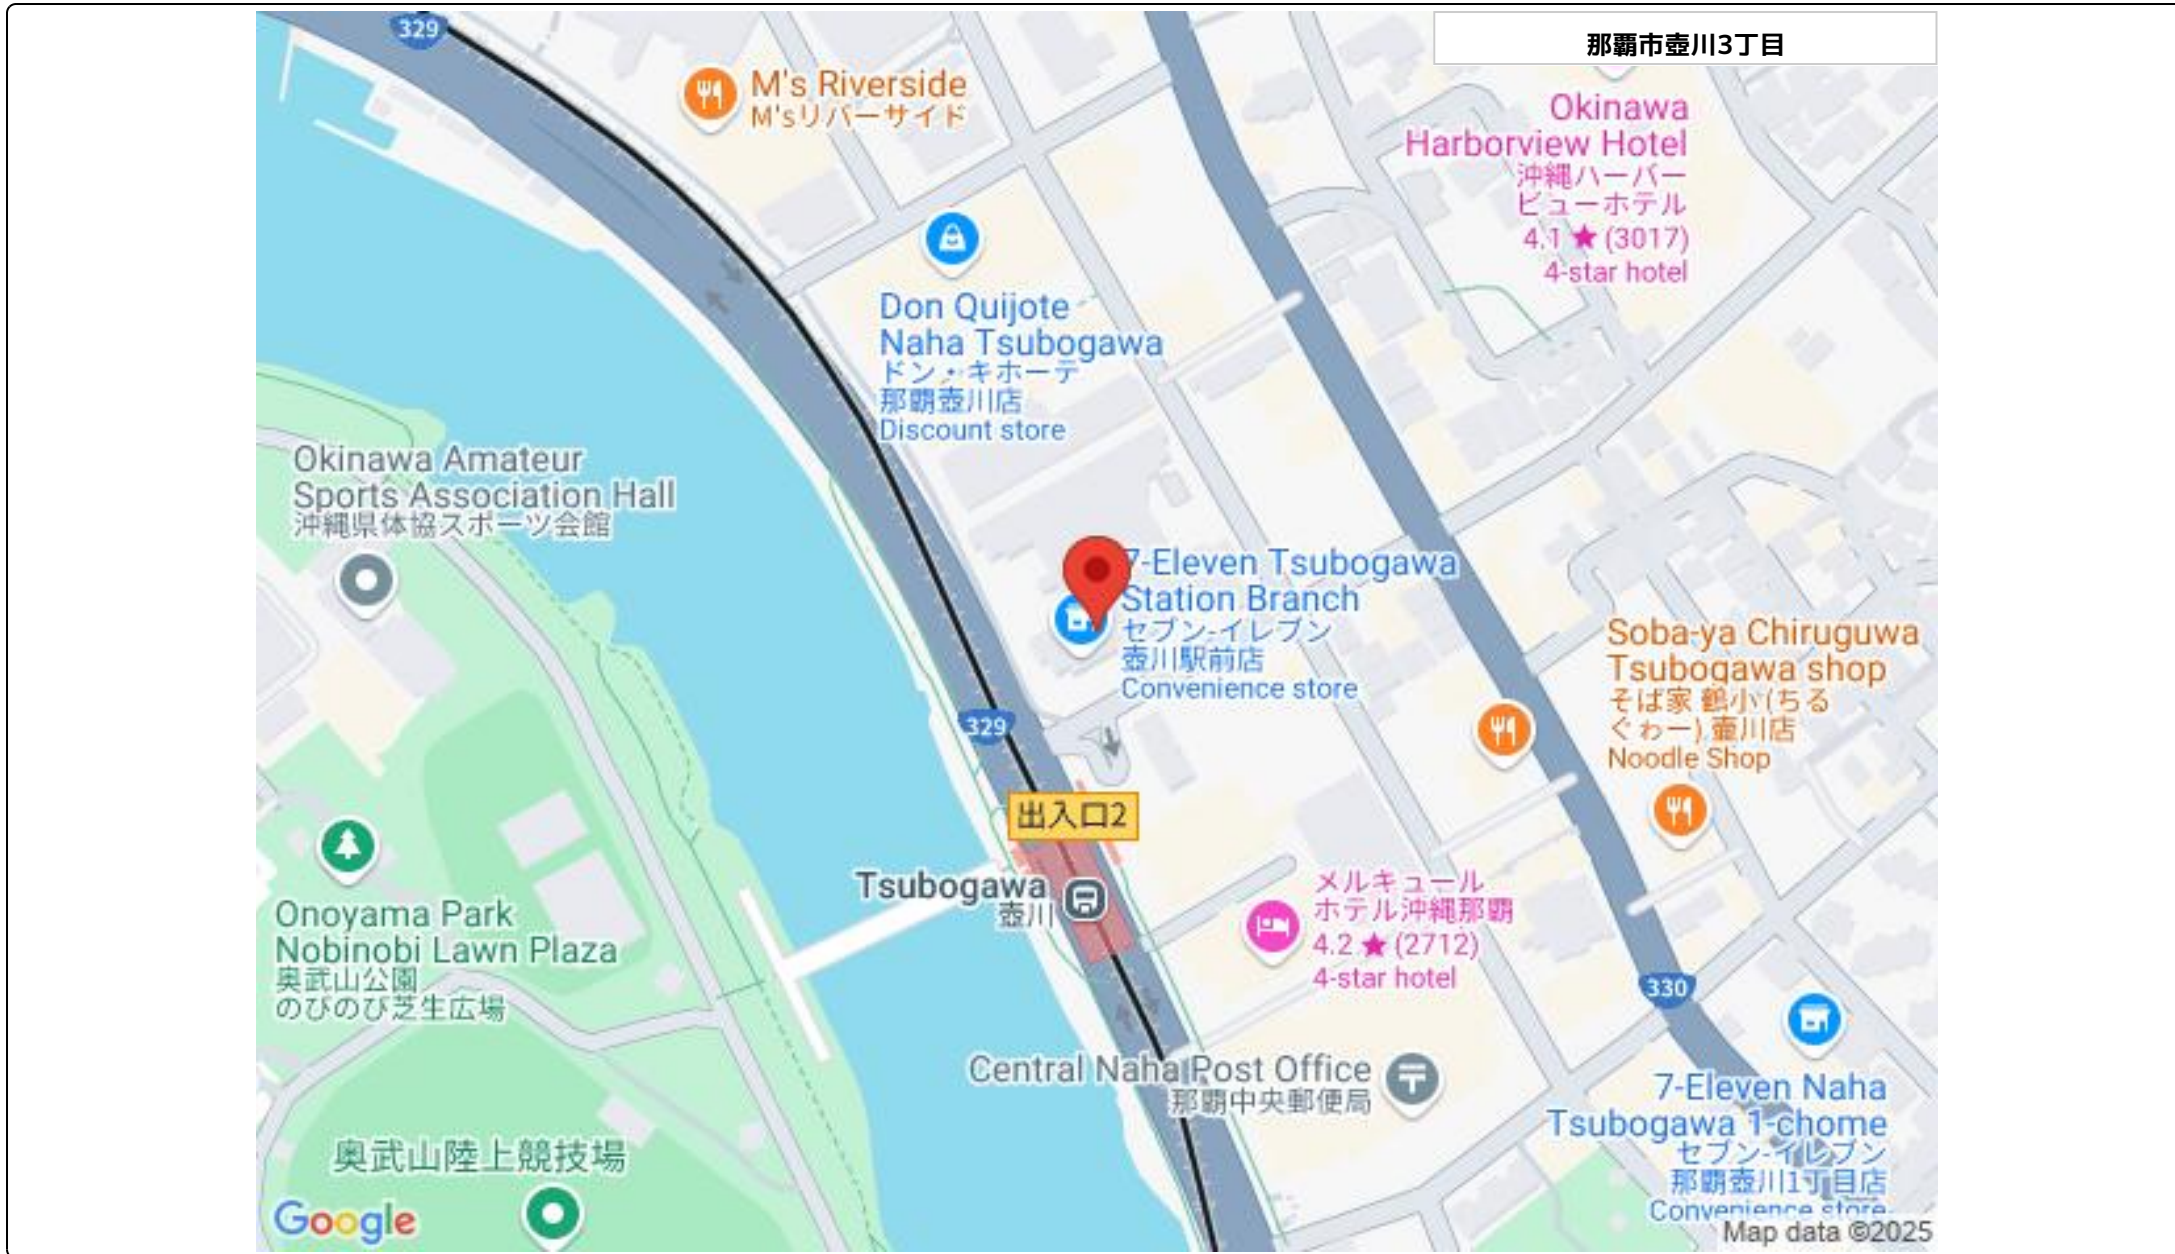 329
那覇市壺川3丁目
M's Riverside
M'sリバーサイド
Okinawa
Harborview Hotel
沖縄ハーバー
ビューホテル
4.1 ★ (3017)
4-star hotel
Don Quijote
Naha Tsubogawa
ドン・キホーテ
那覇壺川店
Discount store
Okinawa Amateur
Sports Association Hall
沖縄県体協スポーツ会館
7-Eleven Tsubogawa
Station Branch
セブン-イレブン
壺川駅前店
Convenience store
Soba-ya Chiruguwa
Tsubogawa shop
そば家 鶴小 (ちる
ぐゎー) 壷川店
Noodle Shop
329
出入口2
Tsubogawa
壺川
メルキュール
ホテル沖縄那覇
4.2 ★ (2712)
4-star hotel
Onoyama Park
Nobinobi Lawn Plaza
奥武山公園
のびのび芝生広場
330
Central Naha Post Office
那覇中央郵便局
7-Eleven Naha
Tsubogawa 1-chome
セブン-イレブン
那覇壺川1丁目店
Convenience store
奥武山陸上競技場
Google
Map data ©2025